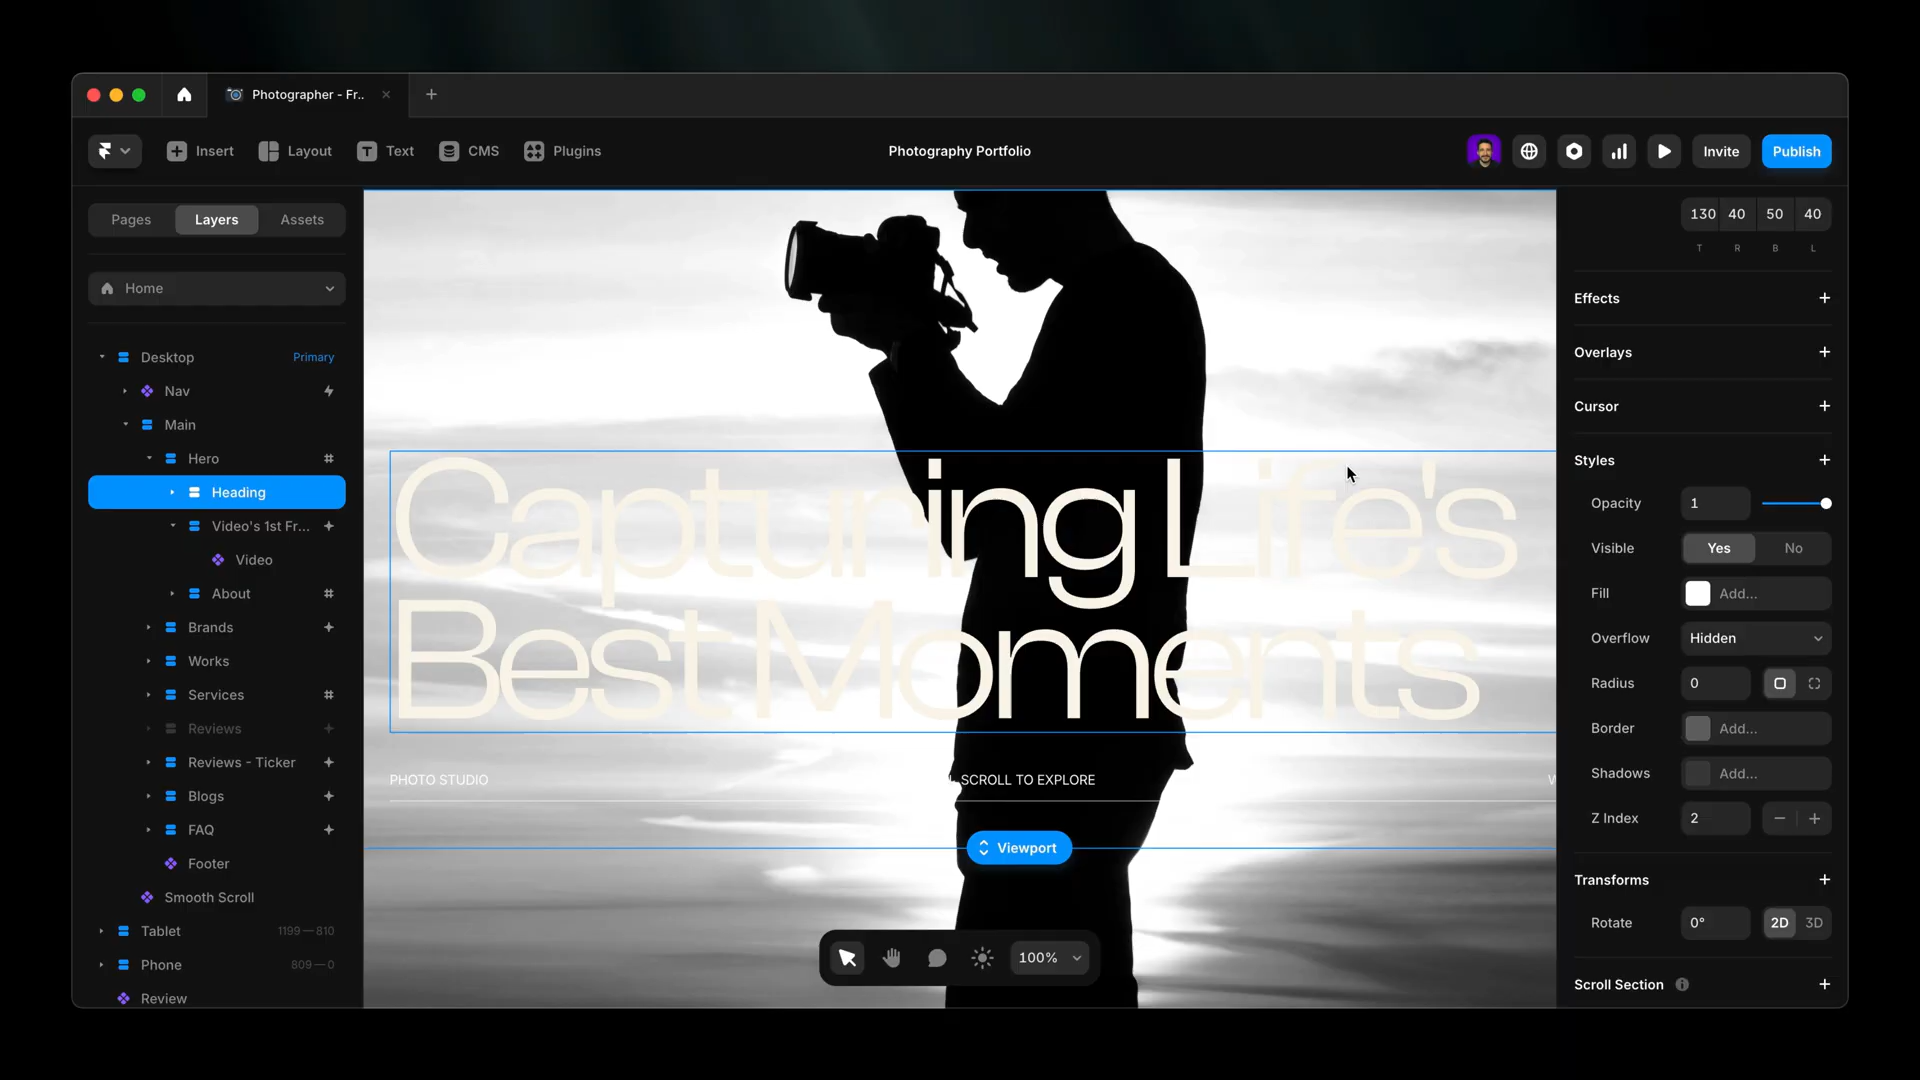 Photographer - Fr..
Insert
Layout
Text
CMS
Plugins
Photography Portfolio
Invite
Publish
Pages
Layers
Assets
Home
Desktop
Primary
Nav
Main
Hero
Heading
Video's 1st Fr...
Video
About
Brands
Works
Services
Reviews
Reviews - Ticker
Blogs
FAQ
Footer
Smooth Scroll
Tablet
1199 — 810
Phone
809 — 0
Review
Capturing Life's
Best Moments
PHOTO STUDIO
SCROLL TO EXPLORE
Viewport
100%
130 40 50 40
T R B L
Effects
Overlays
Cursor
Styles
Opacity 1
Visible Yes No
Fill Add...
Overflow Hidden
Radius 0
Border Add...
Shadows Add...
Z Index 2
Transforms
Rotate 0° 2D 3D
Scroll Section